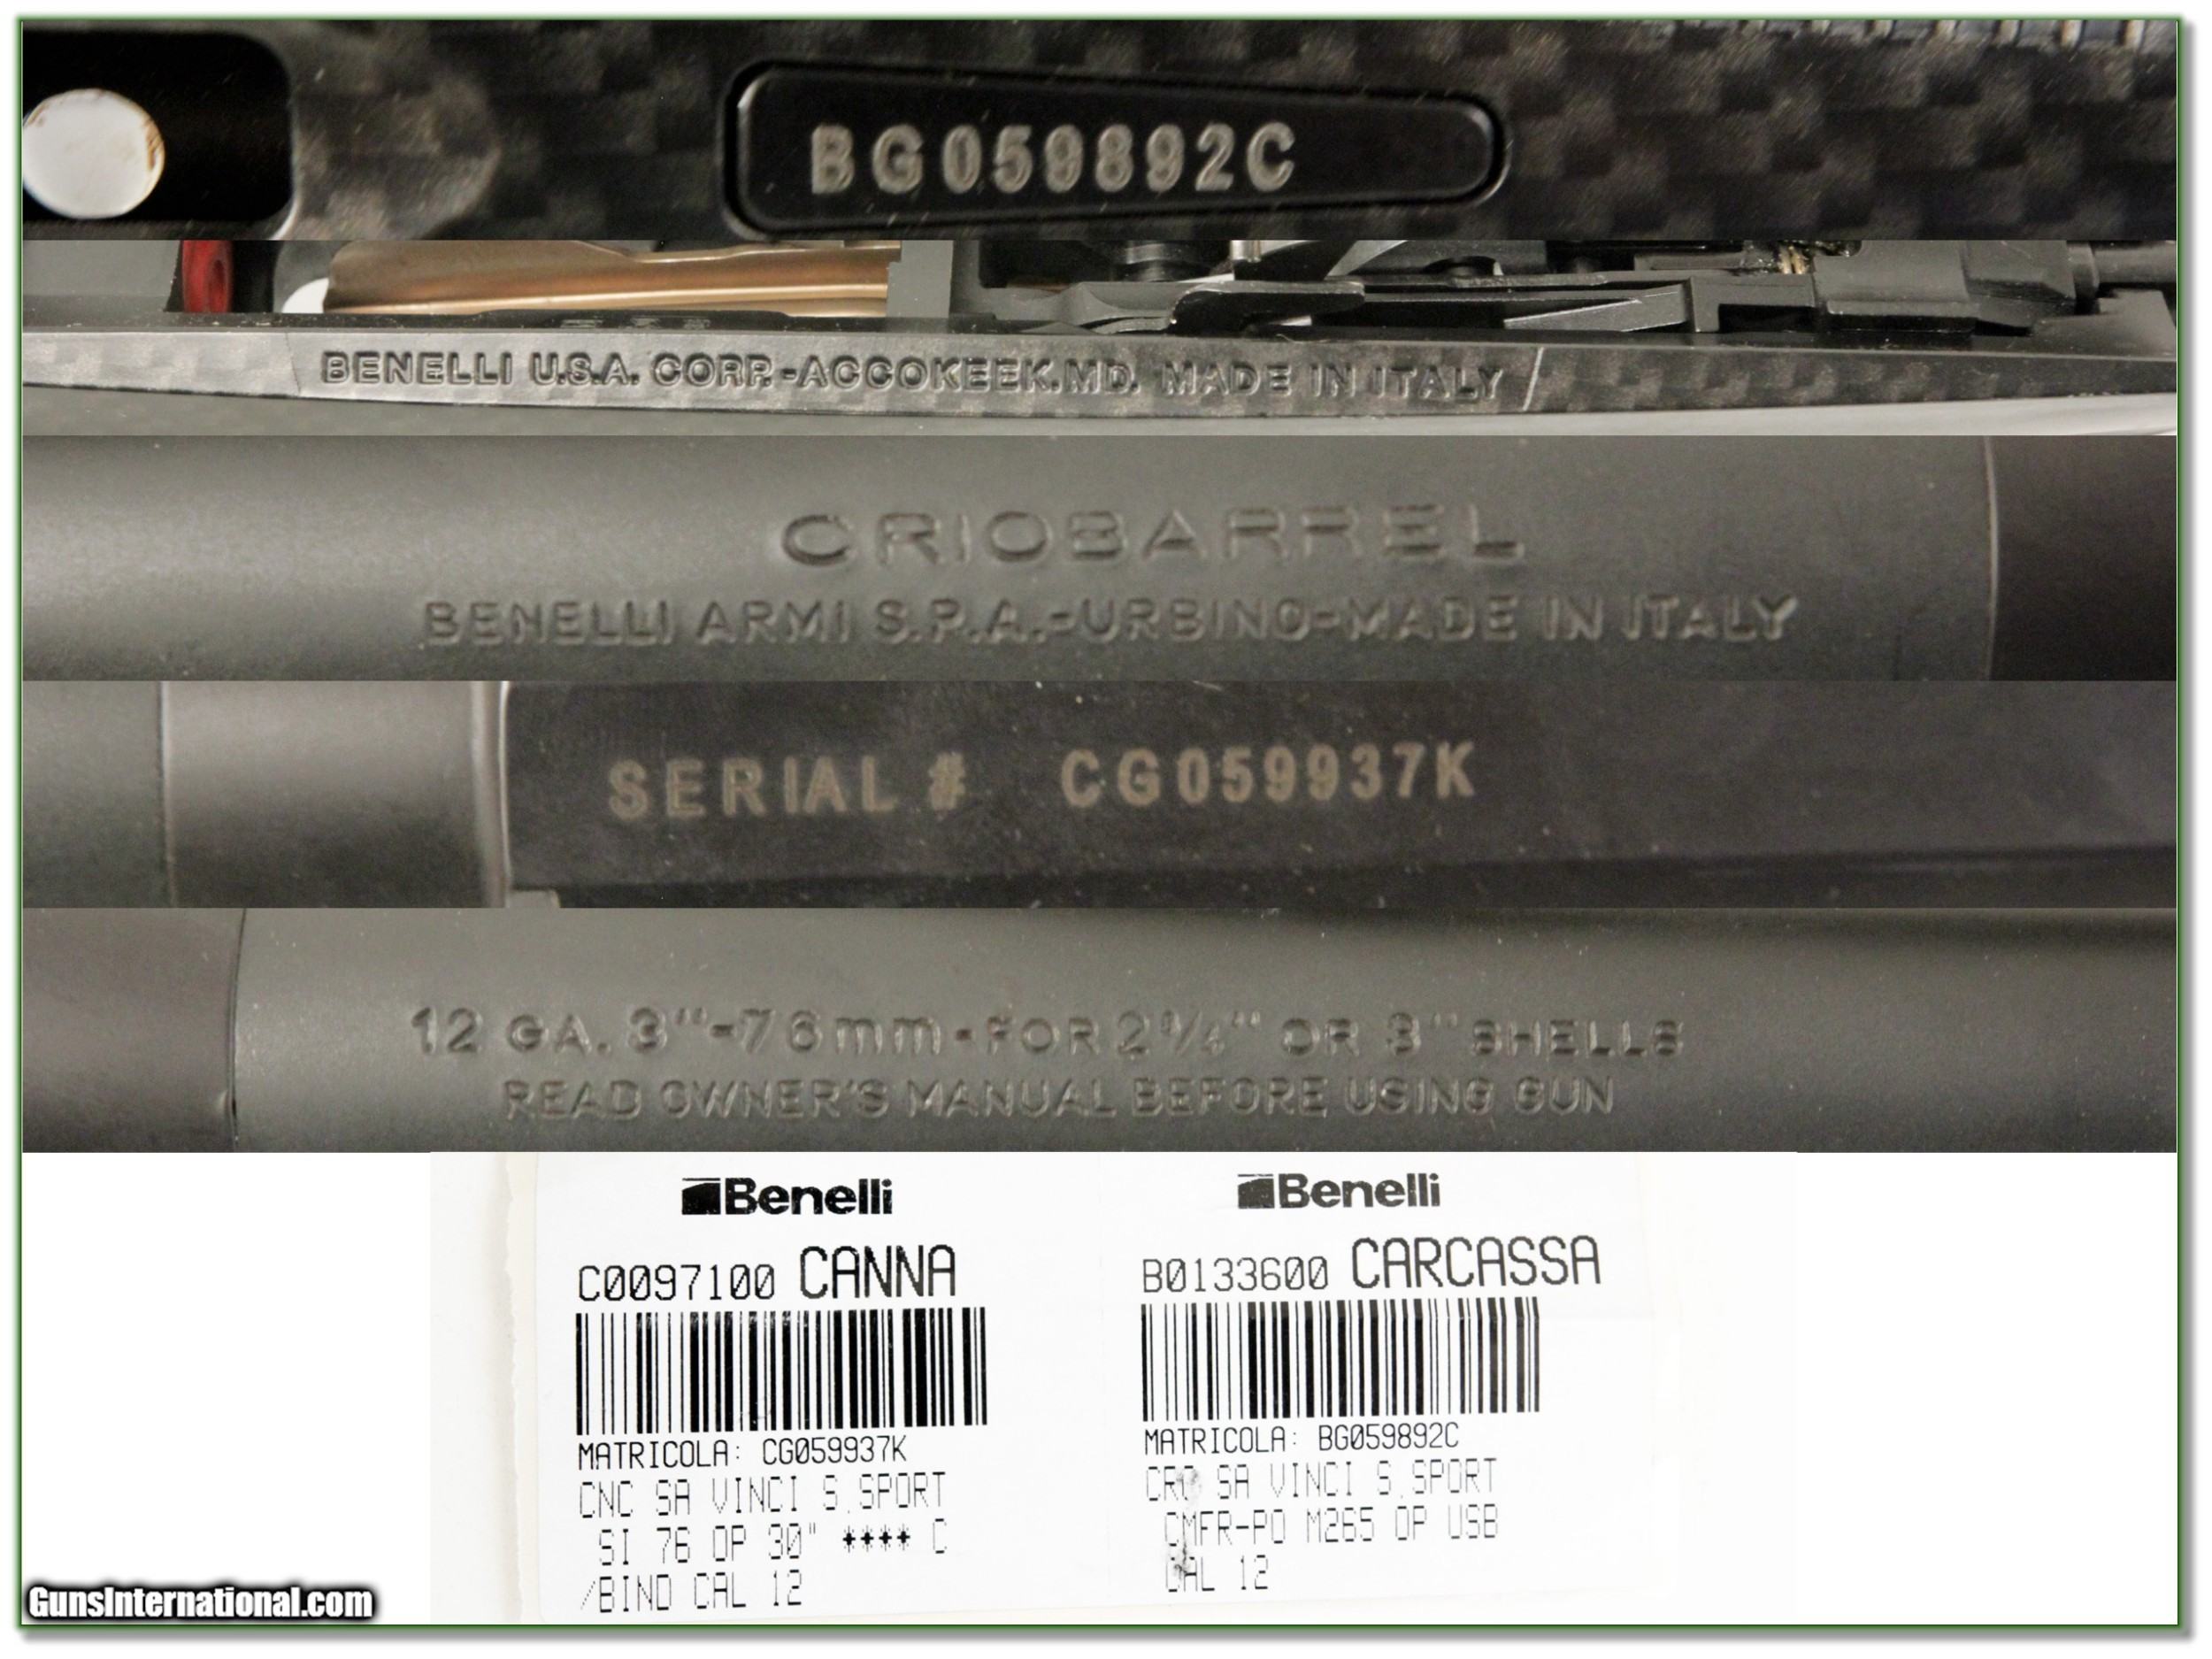 BG059892C
BENELLI U.S.A. CORP.-ACCOKEEK.MD. MADE IN ITALY
CRIOBARREL
BENELLI ARMI S.P.A.-URBINO-MADE IN ITALY
SERIAL # CG059937K
12 GA. 3"-76mm-FOR 2 3/4" OR 3" SHELLS
READ OWNER'S MANUAL BEFORE USING GUN
Benelli
C0097100 CANNA
MATRICOLA: CG059937K
CNC SA VINCI S.SPORT
SI 76 OP 30" **** C
/BIND CAL 12
Benelli
B0133600 CARCASSA
MATRICOLA: BG059892C
SA VINCI S.SPORT
CMFR-PO M265 OP USB
CAL 12
GunsInternational.com